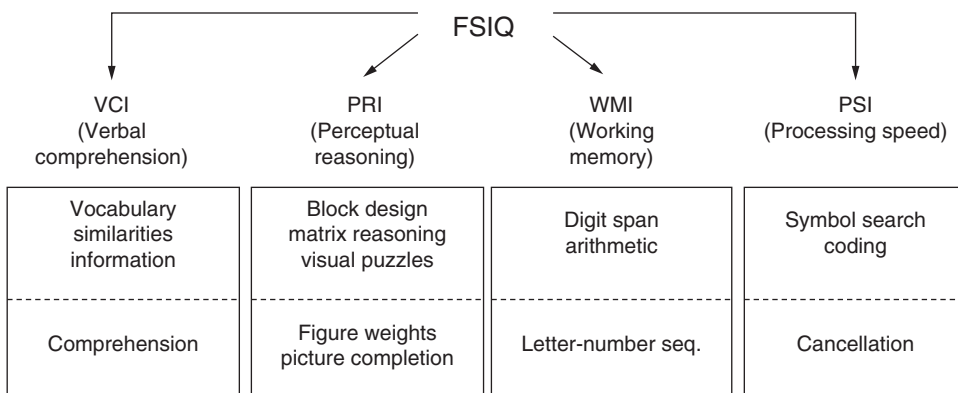 FSIQ
VCI
(Verbal
comprehension)
PRI
(Perceptual
reasoning)
WMI
(Working
memory)
PSI
(Processing speed)
Vocabulary
similarities
information
Block design
matrix reasoning
visual puzzles
Digit span
arithmetic
Symbol search
coding
Comprehension
Figure weights
picture completion
Letter-number seq.
Cancellation